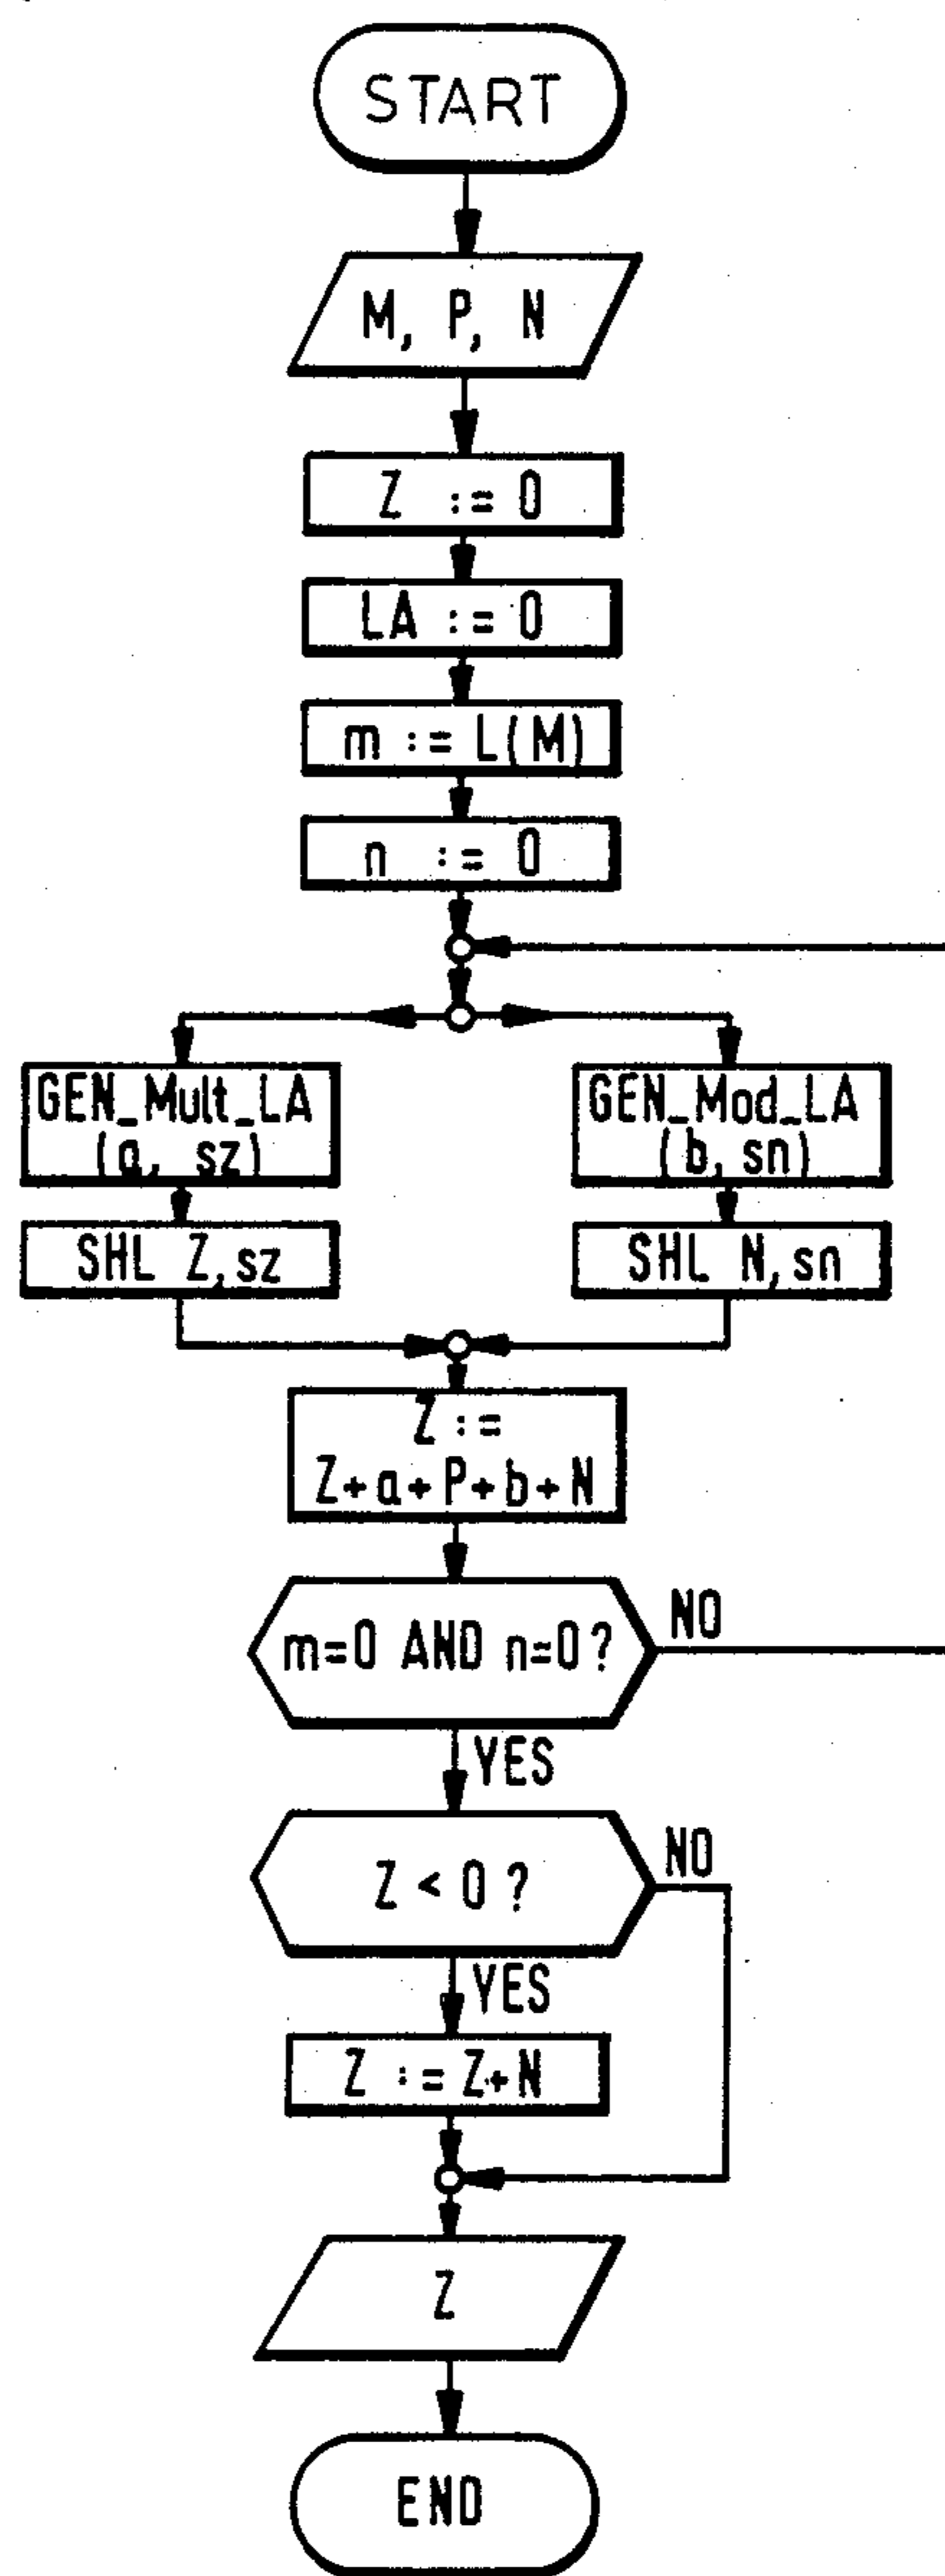 START
M, P, N
Z := 0
LA := 0
m := L(M)
n := 0
GEN_Mult_LA
(a, sz)
GEN_Mod_LA
(b, sn)
SHL Z,sz
SHL N,sn
Z :=
Z+a+P+b+N
m=0 AND n=0?
NO
YES
Z < 0 ?
NO
YES
Z := Z+N
Z
END